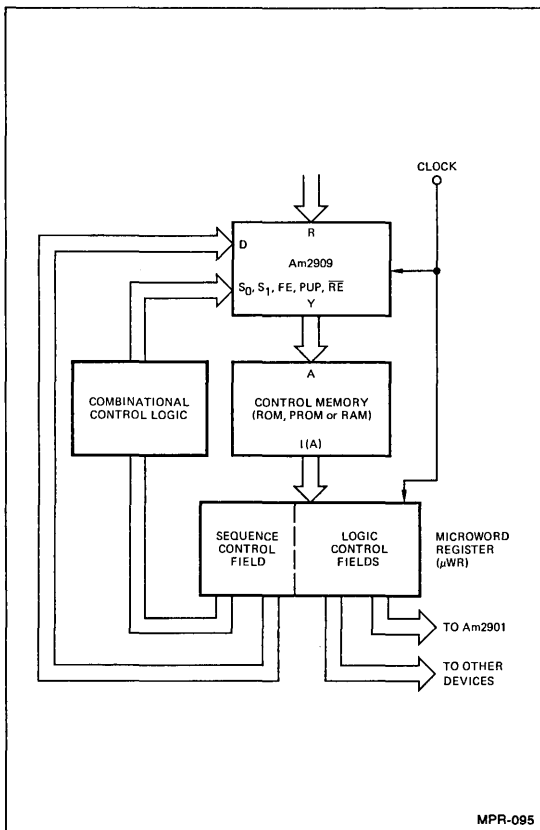 CLOCK
R
D
Am2909
S0, S1, FE, PUP, R̅E̅
Y
A
COMBINATIONAL
CONTROL LOGIC
CONTROL MEMORY
(ROM, PROM or RAM)
I(A)
SEQUENCE
CONTROL
FIELD
LOGIC
CONTROL
FIELDS
MICROWORD
REGISTER
(μWR)
TO Am2901
TO OTHER
DEVICES
MPR-095